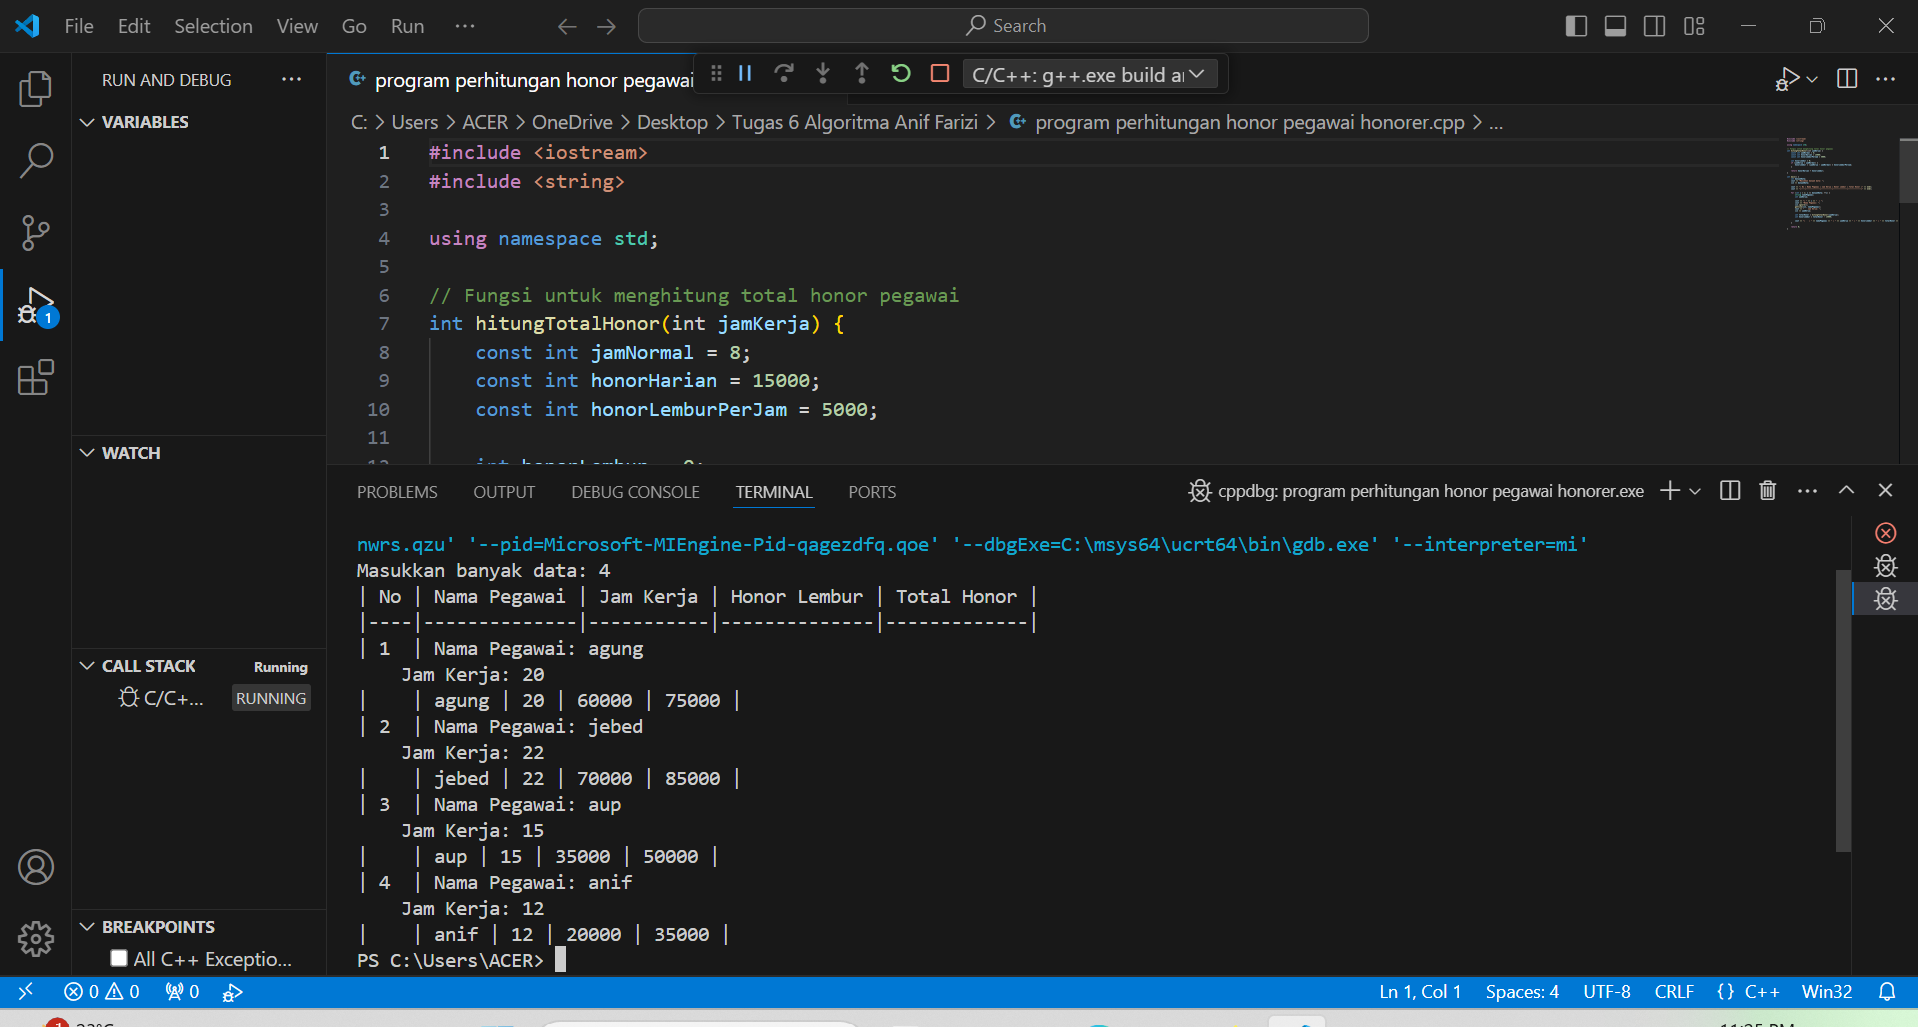 File Edit Selection View Go Run ··· Search
RUN AND DEBUG ···
program perhitungan honor pegawai
C/C++: g++.exe build
C: > Users > ACER > OneDrive > Desktop > Tugas 6 Algoritma Anif Farizi > program perhitungan honor pegawai honorer.cpp > ...
VARIABLES
1 #include <iostream>
2 #include <string>
3
4 using namespace std;
5
6 // Fungsi untuk menghitung total honor pegawai
7 int hitungTotalHonor(int jamKerja) {
8 const int jamNormal = 8;
9 const int honorHarian = 15000;
10 const int honorLemburPerJam = 5000;
11
WATCH
CALL STACK Running
C/C+... RUNNING
BREAKPOINTS
All C++ Exceptio...
1
PROBLEMS OUTPUT DEBUG CONSOLE TERMINAL PORTS
cppdbg: program perhitungan honor pegawai honorer.exe
nwrs.qzu' '--pid=Microsoft-MIEngine-Pid-qagezdfq.qoe' '--dbgExe=C:\msys64\ucrt64\bin\gdb.exe' '--interpreter=mi'
Masukkan banyak data: 4
| No | Nama Pegawai | Jam Kerja | Honor Lembur | Total Honor |
|----|--------------|-----------|--------------|-------------|
| 1  | Nama Pegawai: agung
Jam Kerja: 20
|    | agung | 20 | 60000 | 75000 |
| 2  | Nama Pegawai: jebed
Jam Kerja: 22
|    | jebed | 22 | 70000 | 85000 |
| 3  | Nama Pegawai: aup
Jam Kerja: 15
|    | aup | 15 | 35000 | 50000 |
| 4  | Nama Pegawai: anif
Jam Kerja: 12
|    | anif | 12 | 20000 | 35000 |
PS C:\Users\ACER>
0 0 0
Ln 1, Col 1 Spaces: 4 UTF-8 CRLF {} C++ Win32